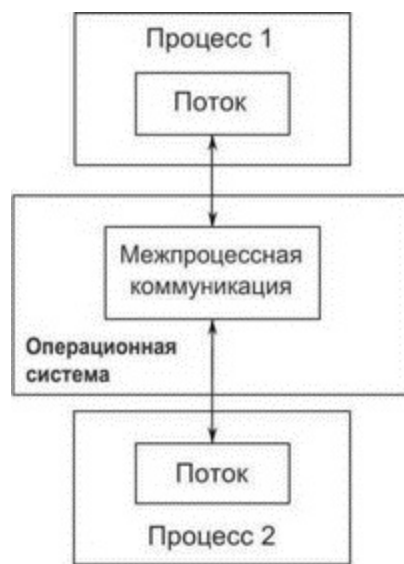 Процесс 1
Поток
Межпроцессная
коммуникация
Операционная
система
Поток
Процесс 2